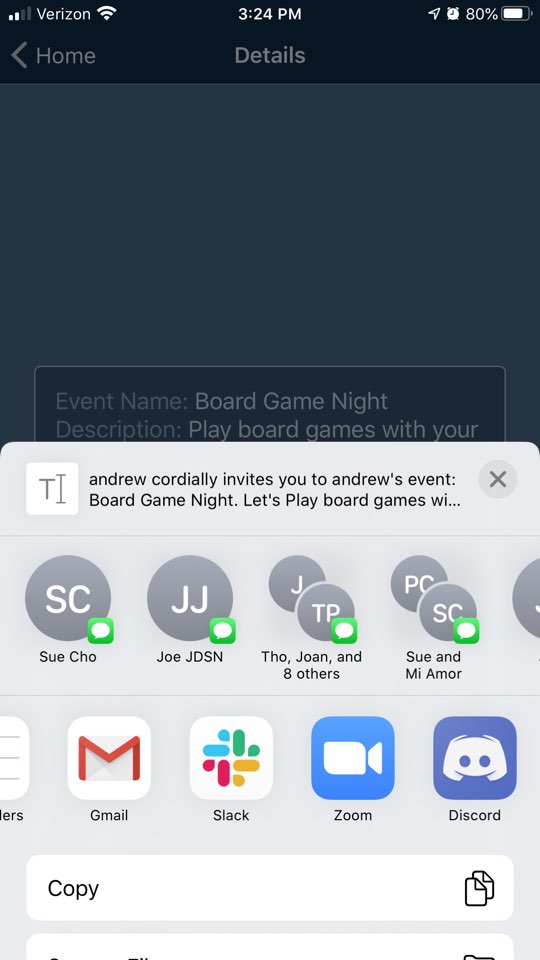 Verizon 3:24 PM 80%
Home Details
Event Name: Board Game Night
Description: Play board games with your
andrew cordially invites you to andrew's event:
Board Game Night. Let's Play board games wi...
SC JJ J TP PC SC
Sue Cho Joe JDSN Tho, Joan, and Sue and
8 others Mi Amor
ders Gmail Slack Zoom Discord
Copy